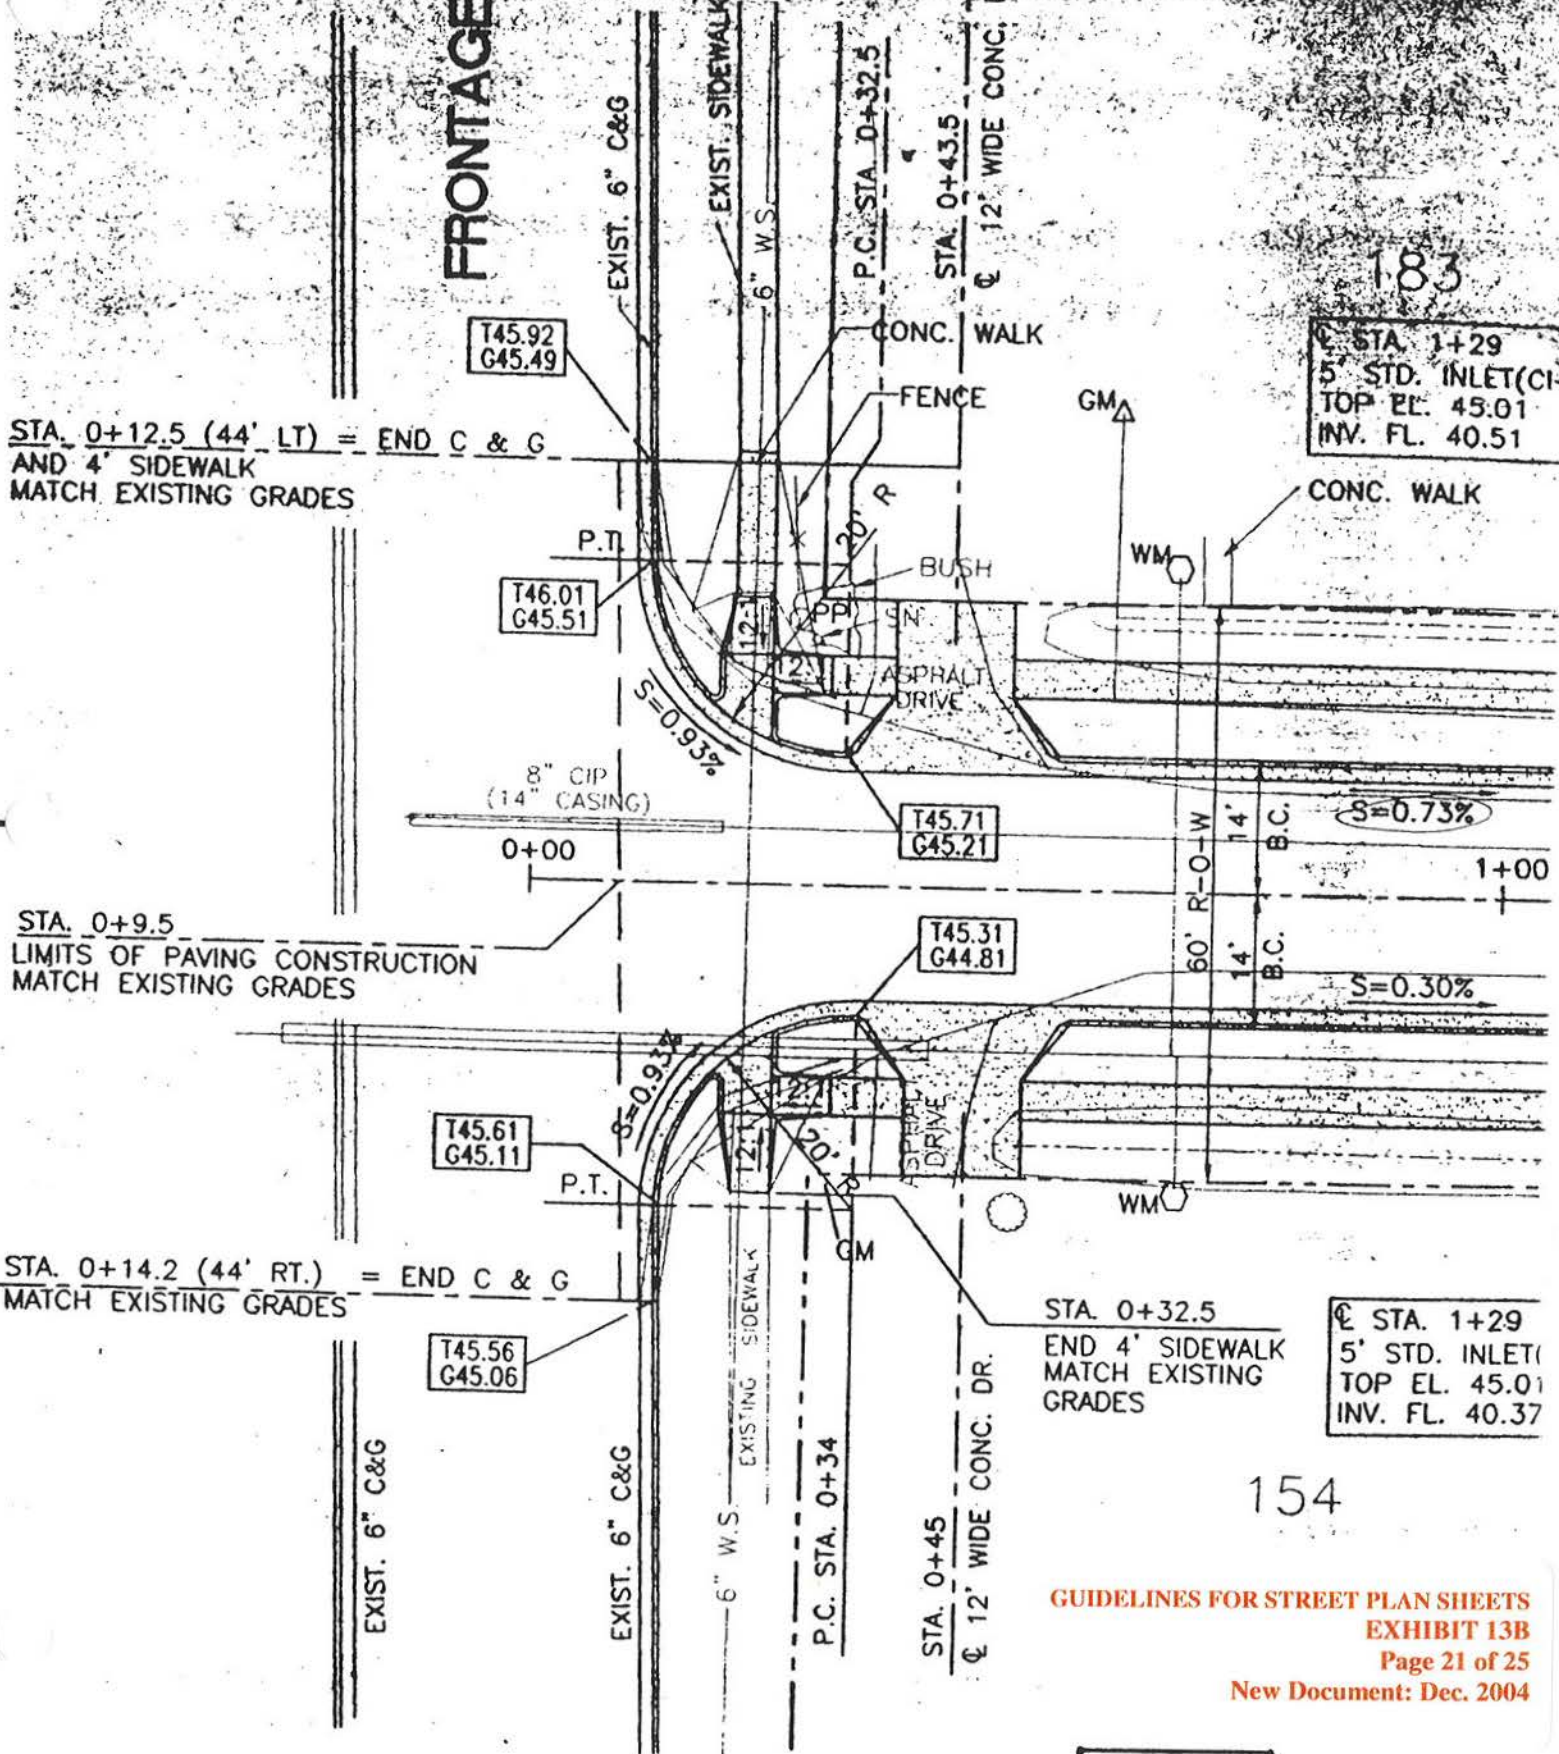 FRONTAGE
EXIST. 6" C&G
EXIST. SIDEWALK
6" W.S.
P.C. STA. 0+32.5
STA. 0+43.5
℄ 12' WIDE CONC.
183
T45.92
G45.49
CONC. WALK
FENCE
GM
℄ STA. 1+29
5' STD. INLET(CI-
TOP EL. 45.01
INV. FL. 40.51
STA. 0+12.5 (44' LT) = END C & G
AND 4' SIDEWALK
MATCH EXISTING GRADES
CONC. WALK
20' R
P.T.
BUSH
WM
T46.01
G45.51
PP
SN
12:1
12:1
ASPHALT
DRIVE
S=0.93%
8" CIP
(14" CASING)
T45.71
G45.21
S=0.73%
14'
B.C.
0+00
1+00
60' R-O-W
STA. 0+9.5
LIMITS OF PAVING CONSTRUCTION
MATCH EXISTING GRADES
T45.31
G44.81
14'
B.C.
S=0.30%
S=0.93%
12:1
12:1
DRIVE
T45.61
G45.11
20' R
P.T.
WM
GM
STA. 0+14.2 (44' RT.) = END C & G
MATCH EXISTING GRADES
T45.56
G45.06
STA. 0+32.5
END 4' SIDEWALK
MATCH EXISTING
GRADES
℄ STA. 1+29
5' STD. INLET(
TOP EL. 45.01
INV. FL. 40.37
EXIST. 6" C&G
EXIST. 6" C&G
6" W.S.
EXISTING SIDEWALK
P.C. STA. 0+34
STA. 0+45
℄ 12' WIDE CONC. DR.
154
GUIDELINES FOR STREET PLAN SHEETS
EXHIBIT 13B
Page 21 of 25
New Document: Dec. 2004